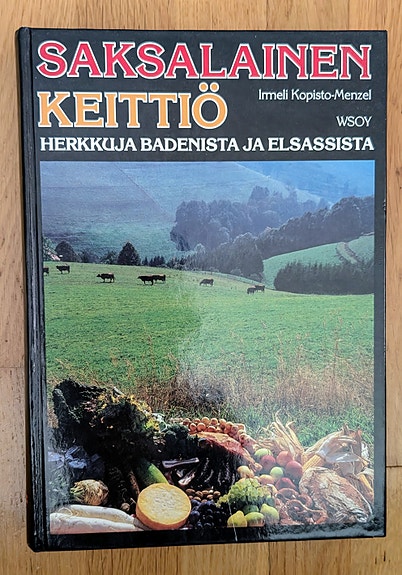 SAKSALAINEN
KEITTIÖ
Irmeli Kopisto-Menzel
WSOY
HERKKUJA BADENISTA JA ELSASSISTA